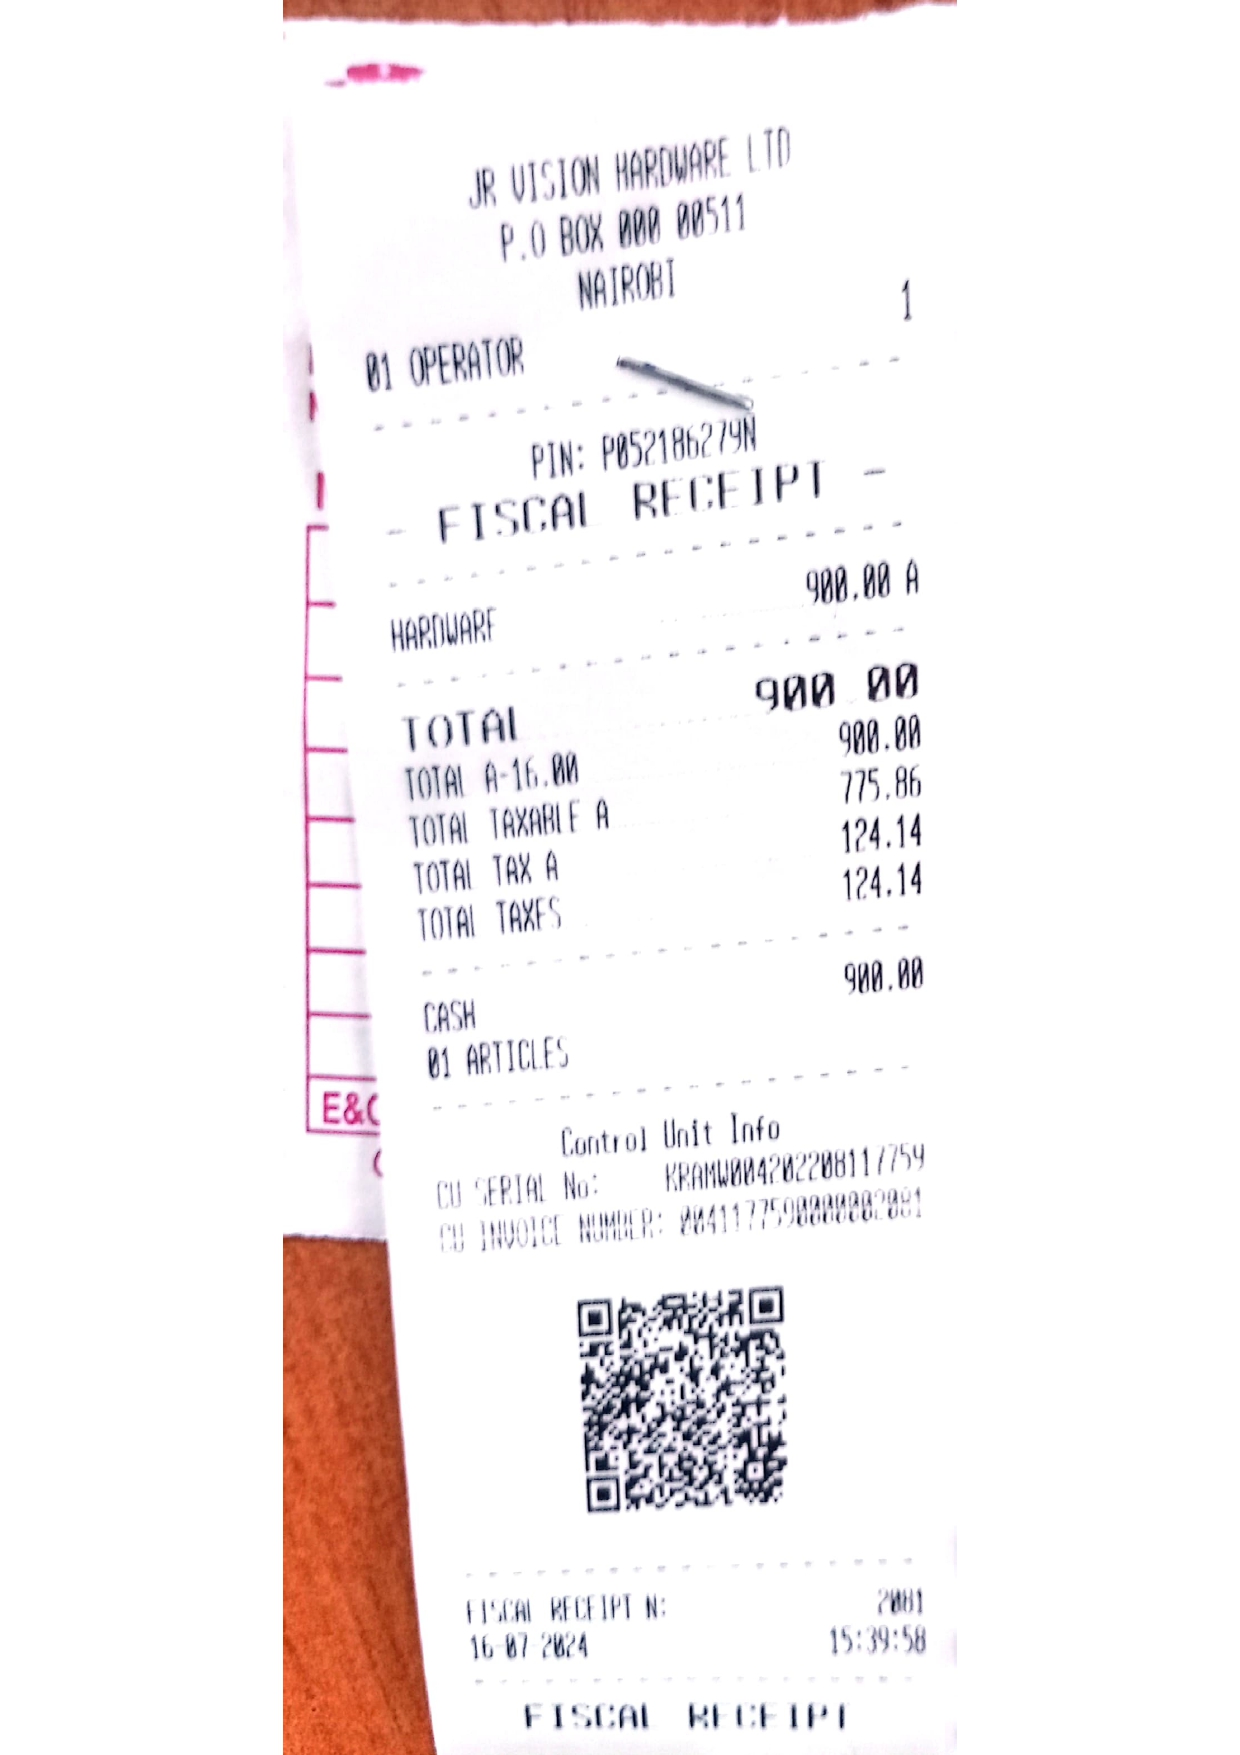 JR VISION HARDWARE LTD
P.O BOX 000 00511
NAIROBI
1
01 OPERATOR
PIN: P052186279N
- FISCAL RECEIPT -
HARDWARE 900.00 A
TOTAL 900.00
TOTAL A-16.00 900.00
TOTAL TAXABLE A 775.86
TOTAL TAX A 124.14
TOTAL TAXES 124.14
CASH 900.00
01 ARTICLES
E&O
Control Unit Info
CU SERIAL No: KRAMW004202208117759
CU INVOICE NUMBER: 0041177590000002081
FISCAL RECEIPT N: 2081
16-07-2024 15:39:58
FISCAL RECEIPT